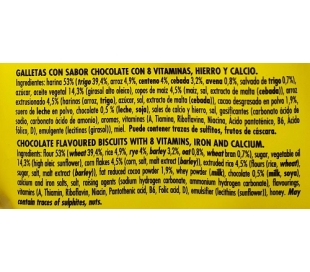 GALLETAS CON SABOR CHOCOLATE CON 8 VITAMINAS, HIERRO Y CALCIO.
Ingredientes: harina 53% (trigo 39,4%, arroz 4,9%, centeno 4%, cebada 3,2%, avena 0,8%, salvado de trigo 0,7%),
azúcar, aceite vegetal 14,3% (girasol alto oleico), copos de maíz 4,5% (maíz, sal, extracto de malta (cebada)), arroz
extrusionado 4,5% (harinas (arroz, trigo), azúcar, sal, extracto de malta (cebada)), cacao desgrasado en polvo 1,9%,
suero de leche en polvo, chocolate 0,5 % (leche, soja), sales de calcio y hierro, sal, gasificantes (carbonato ácido de
sodio, carbonato ácido de amonio), aromas, vitaminas (A, Tiamina, Riboflavina, Niacina, Ácido pantoténico, B6, Ácido
fólico, D), emulgente (lecitinas (girasol)), miel. Puede contener trazas de sulfitos, frutos de cáscara.
CHOCOLATE FLAVOURED BISCUITS WITH 8 VITAMINS, IRON AND CALCIUM.
Ingredients: flour 53% (wheat 39,4%, rice 4,9%, rye 4%, barley 3,2%, oat 0,8%, wheat bran 0,7%), sugar, vegetable oil
14,3% (high oleic sunflower), corn flakes 4,5% (corn, salt, malt extract (barley)), extruded rice 4,5% (flours (rice, wheat),
sugar, salt, malt extract (barley)), fat reduced cocoa powder 1,9%, whey powder (milk), chocolate 0,5% (milk, soya),
calcium and iron salts, salt, raising agents (sodium hydrogen carbonate, ammonium hydrogen carbonate), flavourings,
vitamins (A, Thiamin, Riboflavin, Niacin, Pantothenic acid, B6, Folic acid, D), emulsifier (lecithins (sunflower)), honey. May
contain traces of sulphites, nuts.